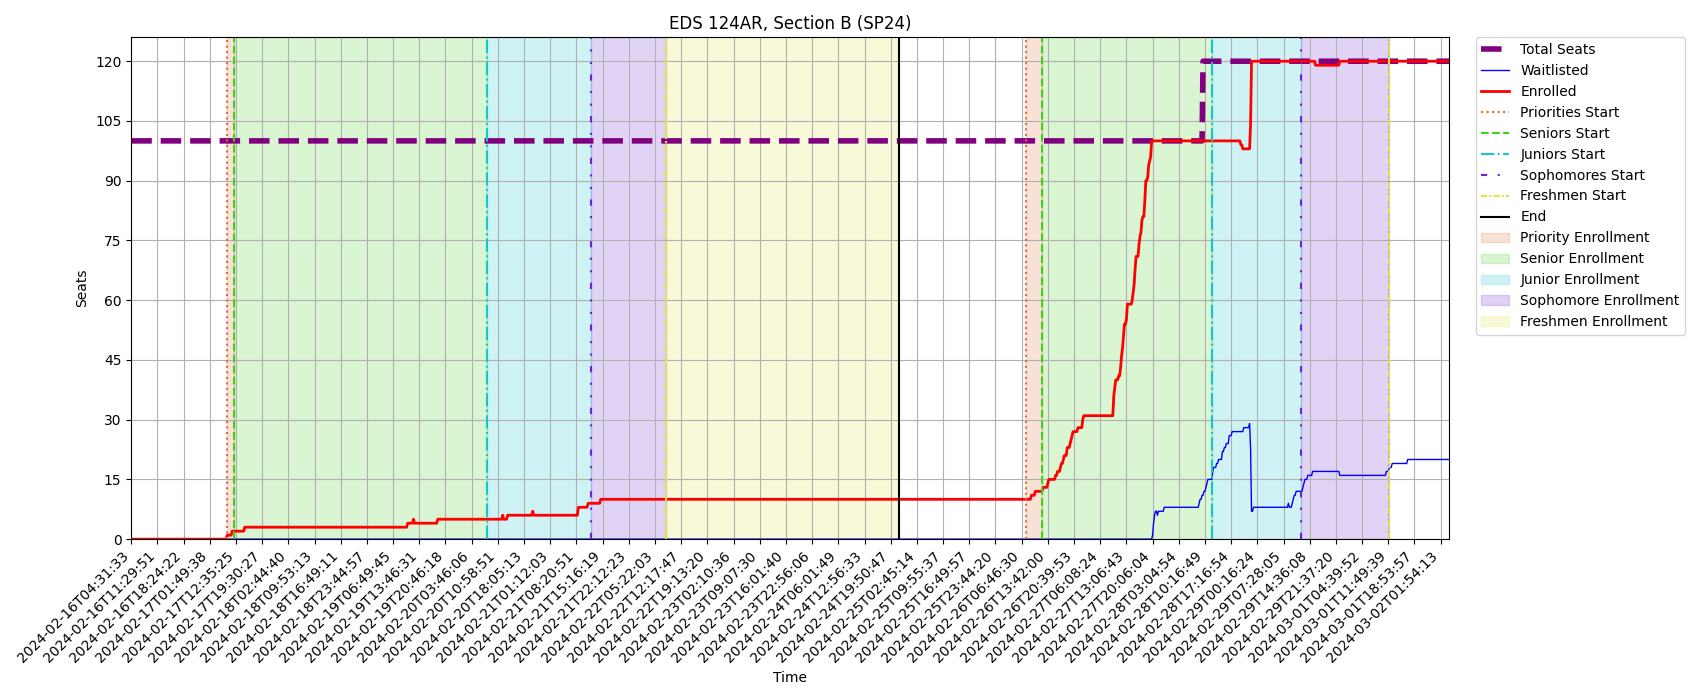 EDS 124AR, Section B (SP24)
Total Seats
Waitlisted
Enrolled
Priorities Start
Seniors Start
Juniors Start
Sophomores Start
Freshmen Start
End
Priority Enrollment
Senior Enrollment
Junior Enrollment
Sophomore Enrollment
Freshmen Enrollment
Seats
120
105
90
75
60
45
30
15
0
2024-02-16T04:31:33
2024-02-16T11:29:51
2024-02-16T18:24:22
2024-02-17T01:49:38
2024-02-17T12:35:25
2024-02-17T19:30:27
2024-02-18T02:44:40
2024-02-18T09:53:13
2024-02-18T16:49:11
2024-02-18T23:44:57
2024-02-19T06:49:45
2024-02-19T13:46:31
2024-02-19T20:46:18
2024-02-20T03:46:06
2024-02-20T10:58:51
2024-02-20T18:05:13
2024-02-21T01:12:03
2024-02-21T08:20:51
2024-02-21T15:16:19
2024-02-21T22:12:23
2024-02-22T05:22:03
2024-02-22T12:17:47
2024-02-22T19:13:20
2024-02-23T02:10:36
2024-02-23T09:07:30
2024-02-23T16:01:40
2024-02-23T22:56:06
2024-02-24T06:01:49
2024-02-24T12:56:33
2024-02-24T19:50:47
2024-02-25T02:45:14
2024-02-25T09:55:37
2024-02-25T16:49:57
2024-02-25T23:44:20
2024-02-26T06:46:30
2024-02-26T13:42:00
2024-02-26T20:39:53
2024-02-27T06:08:24
2024-02-27T13:06:43
2024-02-27T20:06:04
2024-02-28T03:04:54
2024-02-28T10:16:49
2024-02-28T17:16:54
2024-02-29T00:16:24
2024-02-29T07:28:05
2024-02-29T14:36:08
2024-02-29T21:37:20
2024-03-01T04:39:52
2024-03-01T11:49:39
2024-03-01T18:53:57
2024-03-02T01:54:13
Time